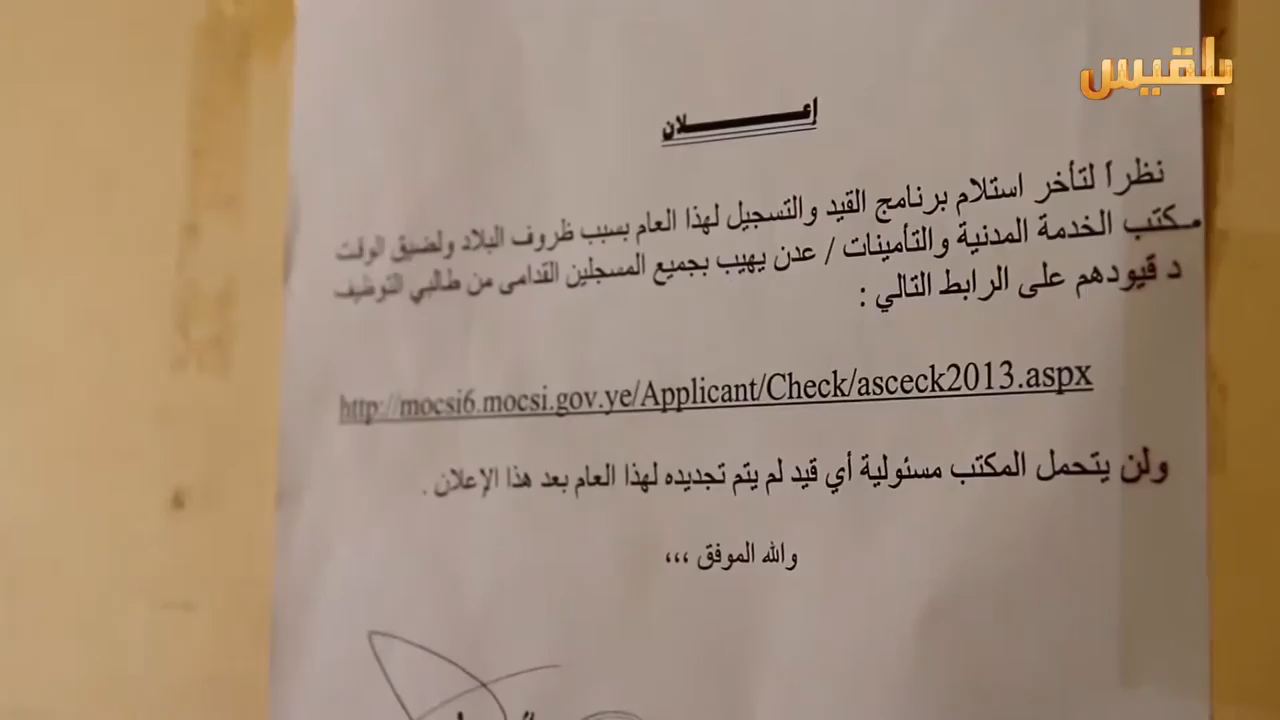 بلقيس
إعـــــــــلان
نظراً لتأخر استلام برنامج القيد والتسجيل لهذا العام بسبب ظروف البلاد ولضيق الوقت
مكتب الخدمة المدنية والتأمينات / عدن يهيب بجميع المسجلين القدامى من طالبي التوظيف
د قيودهم على الرابط التالي :
http://mocsi6.mocsi.gov.ye/Applicant/Check/asceck2013.aspx
ولن يتحمل المكتب مسئولية أي قيد لم يتم تجديده لهذا العام بعد هذا الإعلان .
والله الموفق ،،،